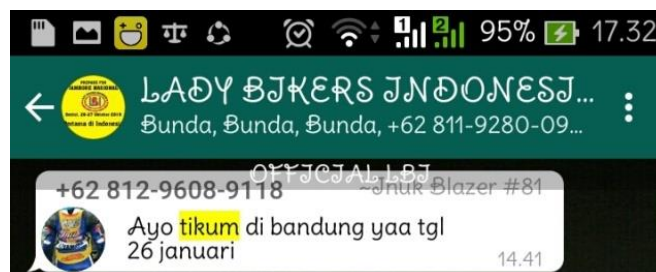 95% 17.32
LADY BIKERS INDONESI...
Bunda, Bunda, Bunda, +62 811-9280-09...
OFFICIAL LBI
+62 812-9608-9118 ~Inuk Blazer #81
Ayo tikum di bandung yaa tgl
26 januari
14.41